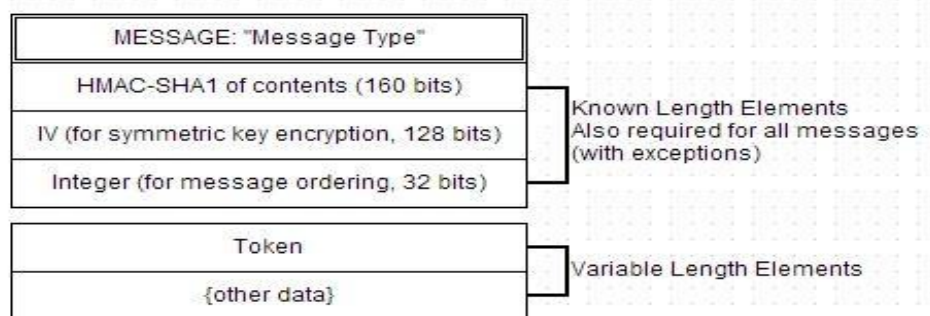 MESSAGE: "Message Type"
HMAC-SHA1 of contents (160 bits)
IV (for symmetric key encryption, 128 bits)
Integer (for message ordering, 32 bits)
Known Length Elements
Also required for all messages
(with exceptions)
Token
{other data}
Variable Length Elements